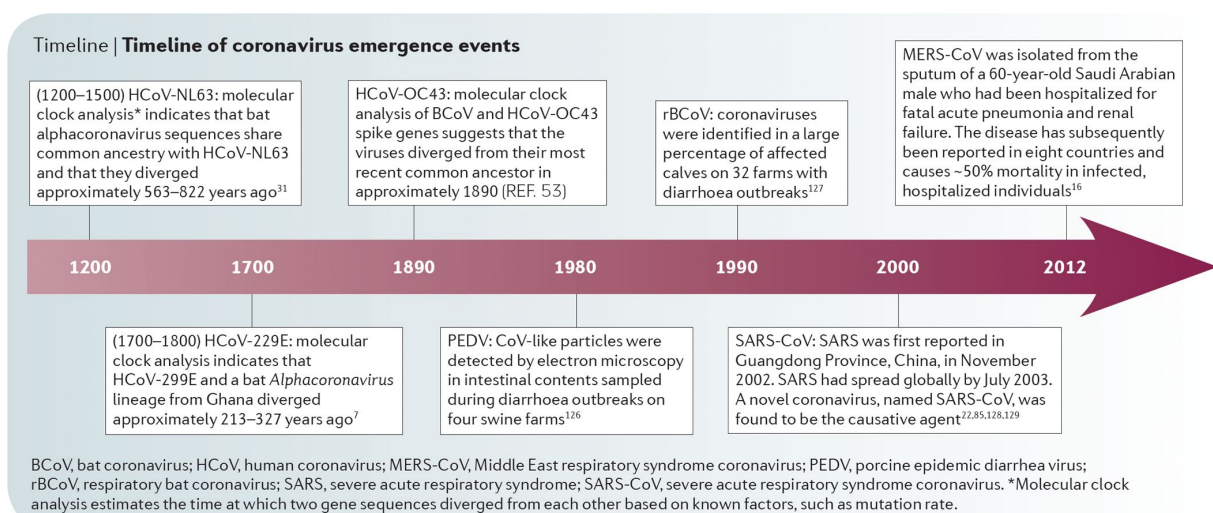 Timeline | Timeline of coronavirus emergence events
(1200–1500) HCoV-NL63: molecular
clock analysis* indicates that bat
alphacoronavirus sequences share
common ancestry with HCoV-NL63
and that they diverged
approximately 563–822 years ago31
HCoV-OC43: molecular clock
analysis of BCoV and HCoV-OC43
spike genes suggests that the
viruses diverged from their most
recent common ancestor in
approximately 1890 (REF. 53)
rBCoV: coronaviruses
were identified in a large
percentage of affected
calves on 32 farms with
diarrhoea outbreaks127
MERS-CoV was isolated from the
sputum of a 60-year-old Saudi Arabian
male who had been hospitalized for
fatal acute pneumonia and renal
failure. The disease has subsequently
been reported in eight countries and
causes ~50% mortality in infected,
hospitalized individuals16
1200 1700 1890 1980 1990 2000 2012
(1700–1800) HCoV-229E: molecular
clock analysis indicates that
HCoV-299E and a bat Alphacoronavirus
lineage from Ghana diverged
approximately 213–327 years ago7
PEDV: CoV-like particles were
detected by electron microscopy
in intestinal contents sampled
during diarrhoea outbreaks on
four swine farms126
SARS-CoV: SARS was first reported in
Guangdong Province, China, in November
2002. SARS had spread globally by July 2003.
A novel coronavirus, named SARS-CoV, was
found to be the causative agent22,85,128,129
BCoV, bat coronavirus; HCoV, human coronavirus; MERS-CoV, Middle East respiratory syndrome coronavirus; PEDV, porcine epidemic diarrhea virus;
rBCoV, respiratory bat coronavirus; SARS, severe acute respiratory syndrome; SARS-CoV, severe acute respiratory syndrome coronavirus. *Molecular clock
analysis estimates the time at which two gene sequences diverged from each other based on known factors, such as mutation rate.